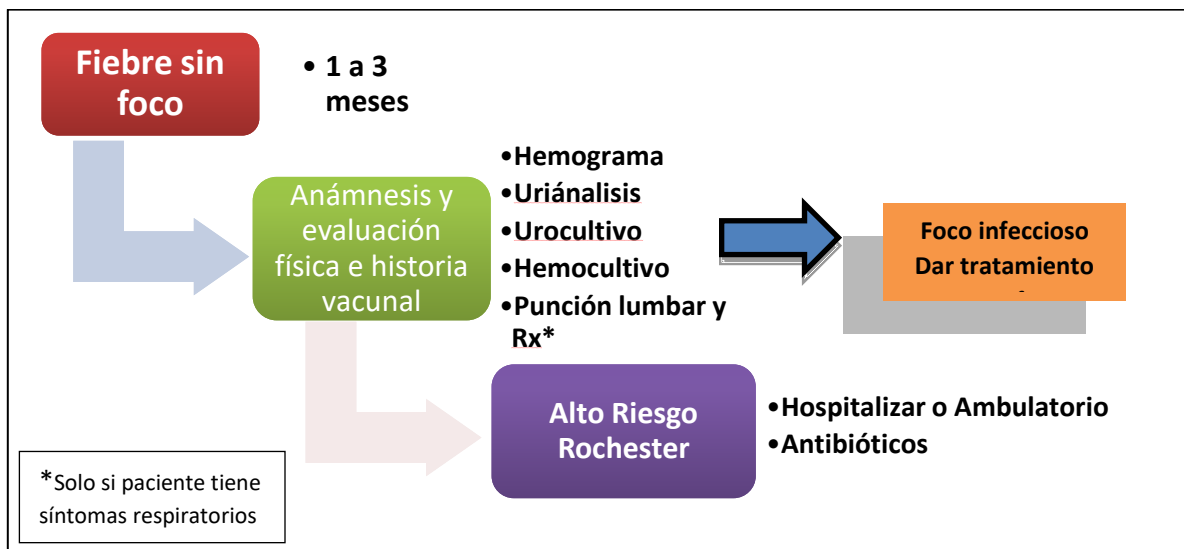 Fiebre sin
foco
• 1 a 3
meses
Anámnesis y
evaluación
física e historia
vacunal
•Hemograma
•Uriánalisis
•Urocultivo
•Hemocultivo
•Punción lumbar y
Rx*
Foco infeccioso
Dar tratamiento
Alto Riesgo
Rochester
•Hospitalizar o Ambulatorio
•Antibióticos
*Solo si paciente tiene
síntomas respiratorios